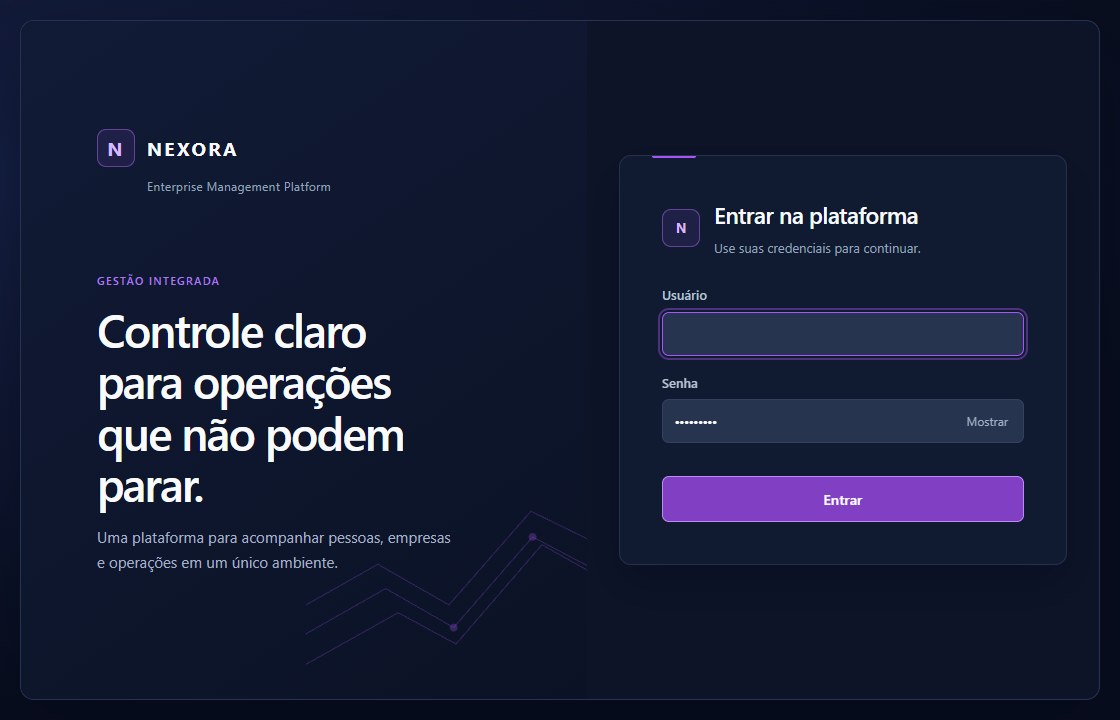 N NEXORA
Enterprise Management Platform
GESTÃO INTEGRADA
Controle claro
para operações
que não podem
parar.
Uma plataforma para acompanhar pessoas, empresas
e operações em um único ambiente.
N
Entrar na plataforma
Use suas credenciais para continuar.
Usuário
Senha
•••••••••  Mostrar
Entrar